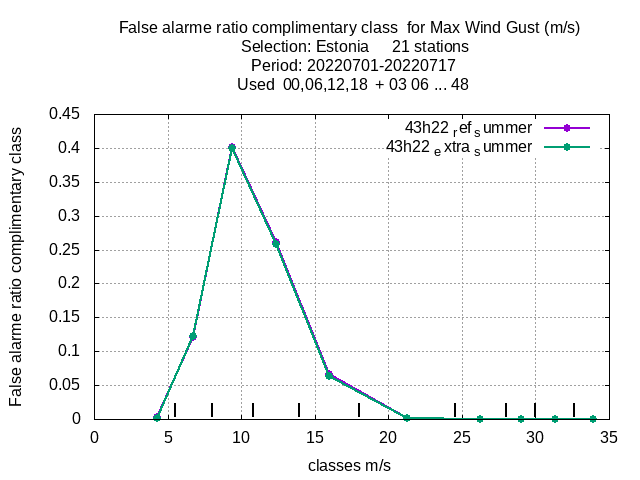 False alarme ratio complimentary class  for Max Wind Gust (m/s)
Selection: Estonia     21 stations
Period: 20220701-20220717
Used  00,06,12,18  + 03 06 ... 48
43h22 ref summer
43h22 extra summer
False alarme ratio complimentary class
0.45
0.4
0.35
0.3
0.25
0.2
0.15
0.1
0.05
0
0 5 10 15 20 25 30 35
classes m/s